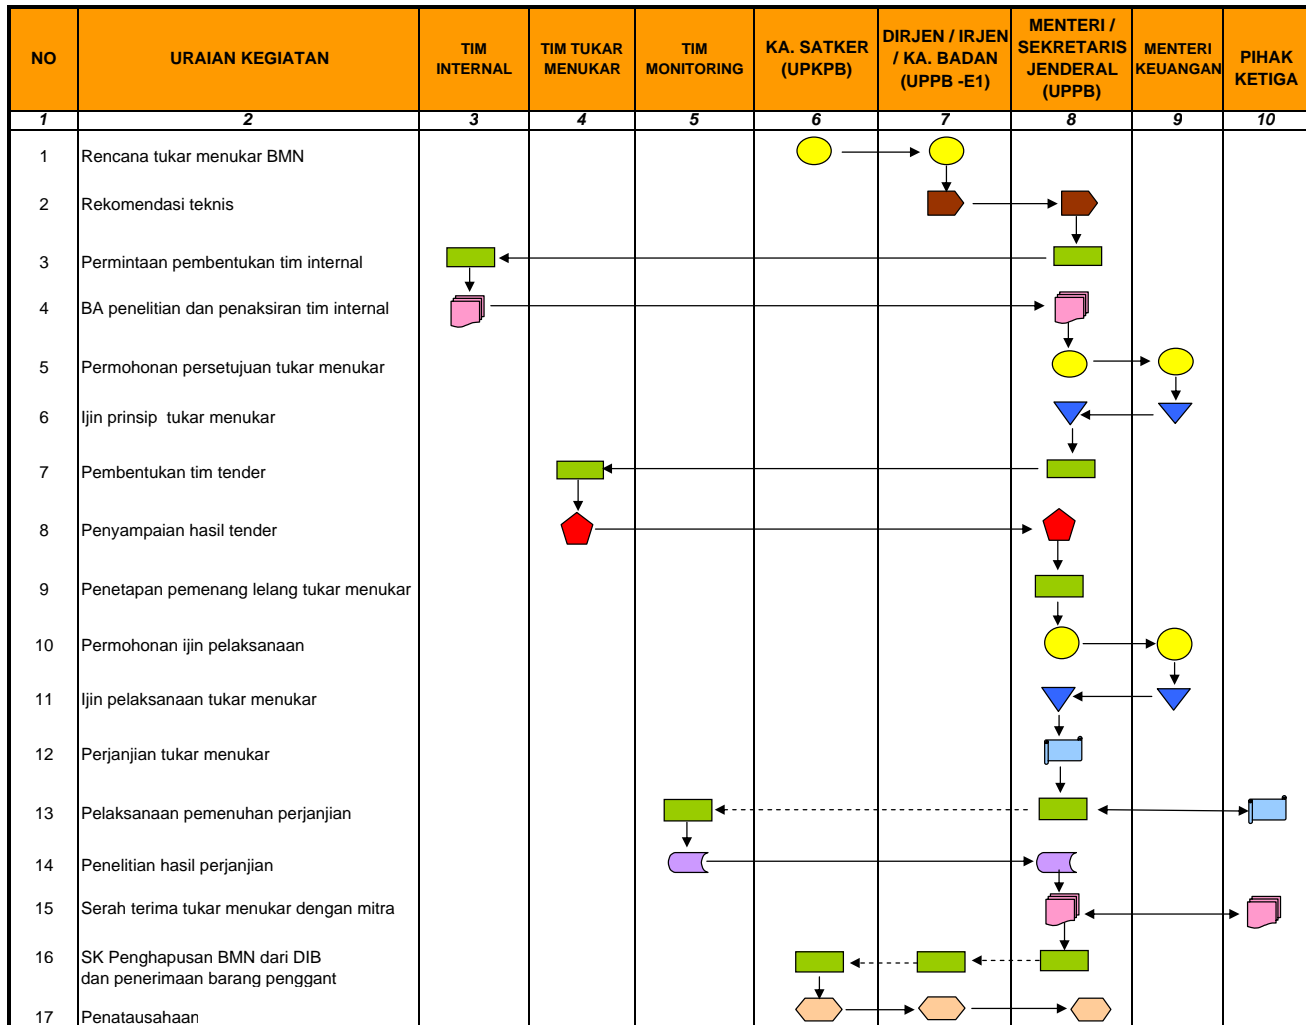 NO
URAIAN KEGIATAN
TIM
INTERNAL
TIM TUKAR
MENUKAR
TIM
MONITORING
KA. SATKER
(UPKPB)
DIRJEN / IRJEN
/ KA. BADAN
(UPPB -E1)
MENTERI /
SEKRETARIS
JENDERAL
(UPPB)
MENTERI
KEUANGAN
PIHAK
KETIGA
1 2 3 4 5 6 7 8 9 10
1 Rencana tukar menukar BMN
2 Rekomendasi teknis
3 Permintaan pembentukan tim internal
4 BA penelitian dan penaksiran tim internal
5 Permohonan persetujuan tukar menukar
6 Ijin prinsip tukar menukar
7 Pembentukan tim tender
8 Penyampaian hasil tender
9 Penetapan pemenang lelang tukar menukar
10 Permohonan ijin pelaksanaan
11 Ijin pelaksanaan tukar menukar
12 Perjanjian tukar menukar
13 Pelaksanaan pemenuhan perjanjian
14 Penelitian hasil perjanjian
15 Serah terima tukar menukar dengan mitra
16 SK Penghapusan BMN dari DIB
dan penerimaan barang penggant
17 Penatausahaan